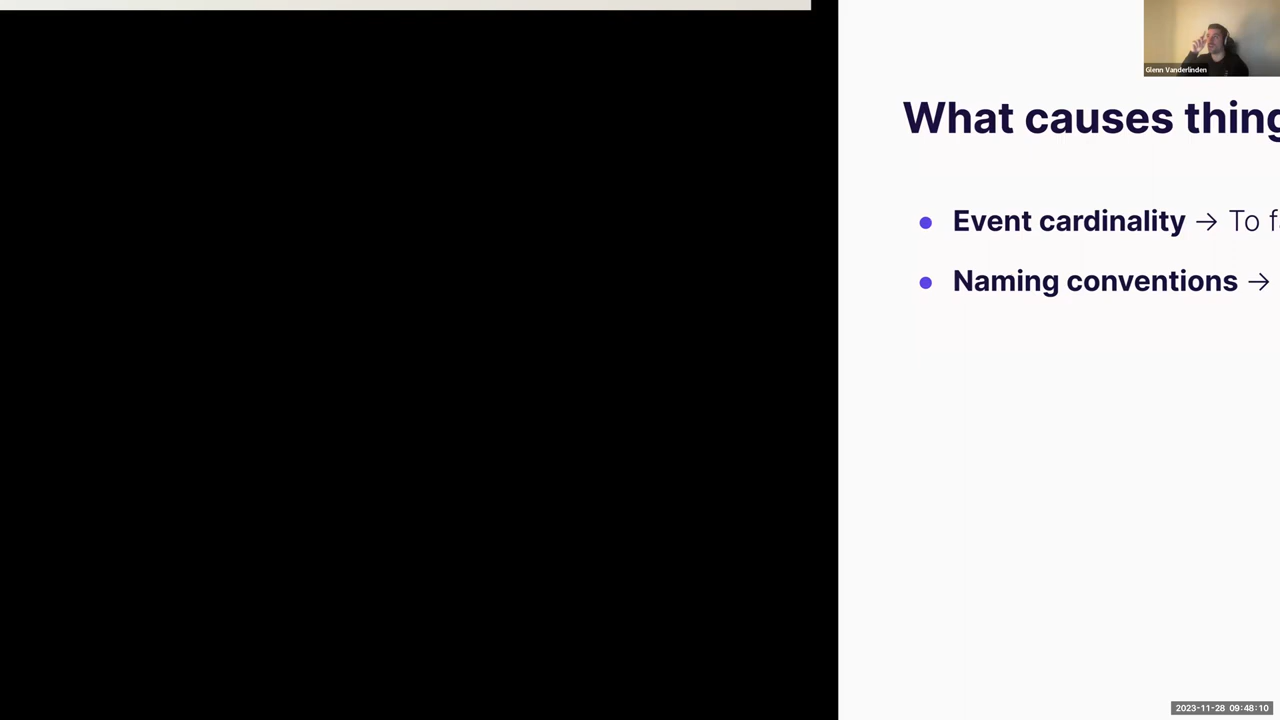 Glenn Vanderlinden
What causes thing
• Event cardinality → To f
• Naming conventions →
2023-11-28 09:48:10